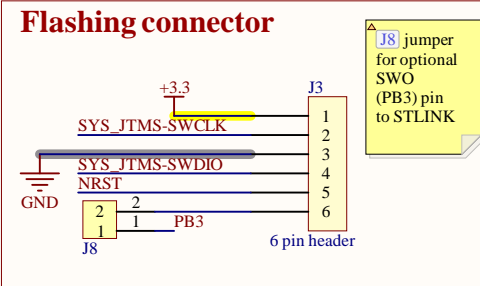 Flashing connector
J8 jumper
for optional
SWO
(PB3) pin
to STLINK
+3.3
J3
1
SYS_JTMS-SWCLK
2
3
SYS_JTMS-SWDIO
4
NRST
5
GND
2
2
6
1
1
PB3
J8
6 pin header